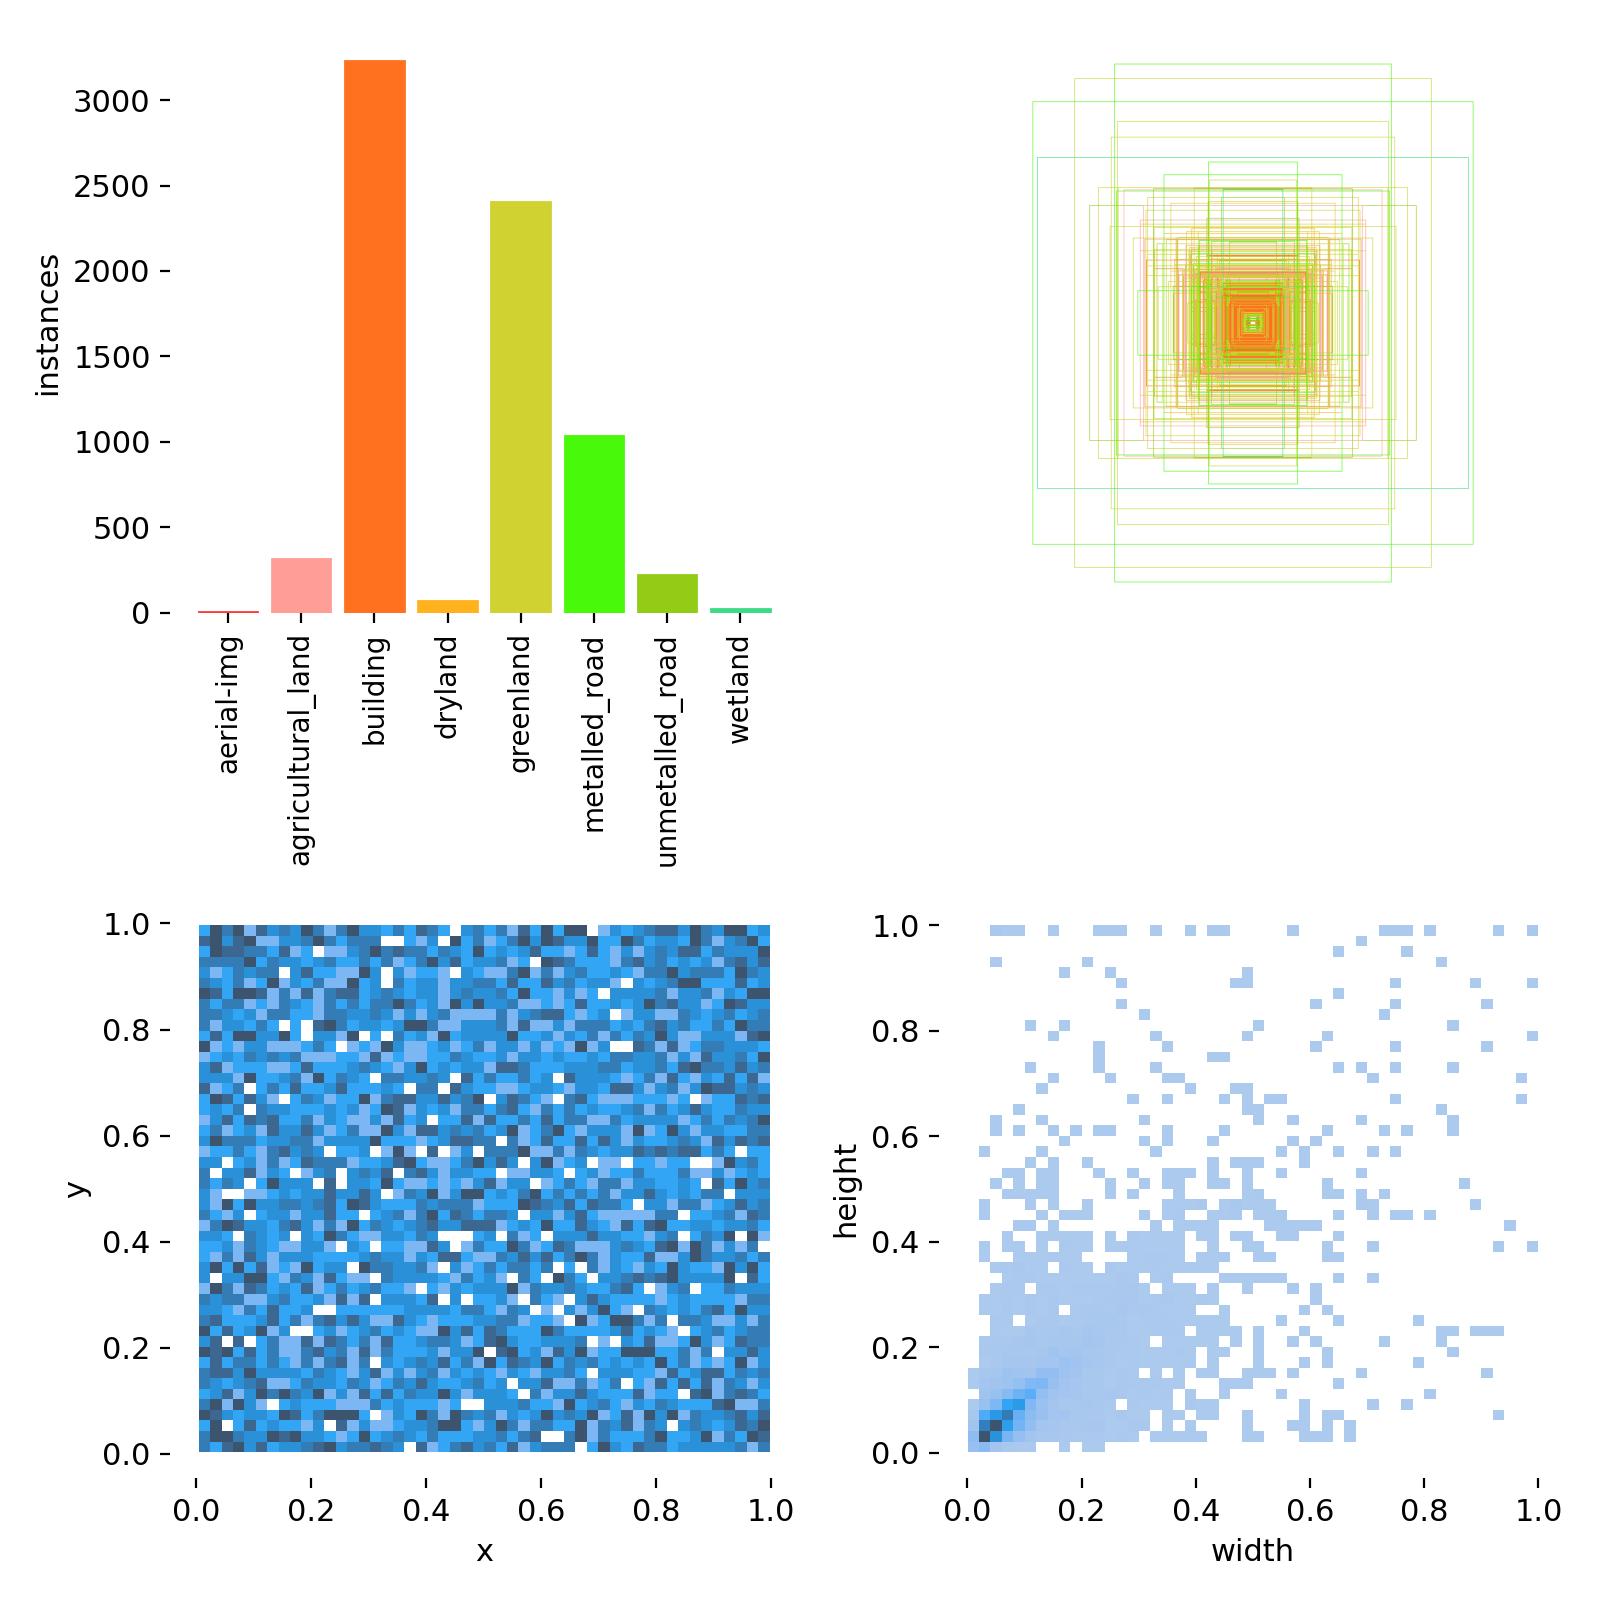 instances
3000
2500
2000
1500
1000
500
0
aerial-img
agricultural_land
building
dryland
greenland
metalled_road
unmetalled_road
wetland
y
1.0
0.8
0.6
0.4
0.2
0.0
0.0 0.2 0.4 0.6 0.8 1.0
x
height
1.0
0.8
0.6
0.4
0.2
0.0
0.0 0.2 0.4 0.6 0.8 1.0
width